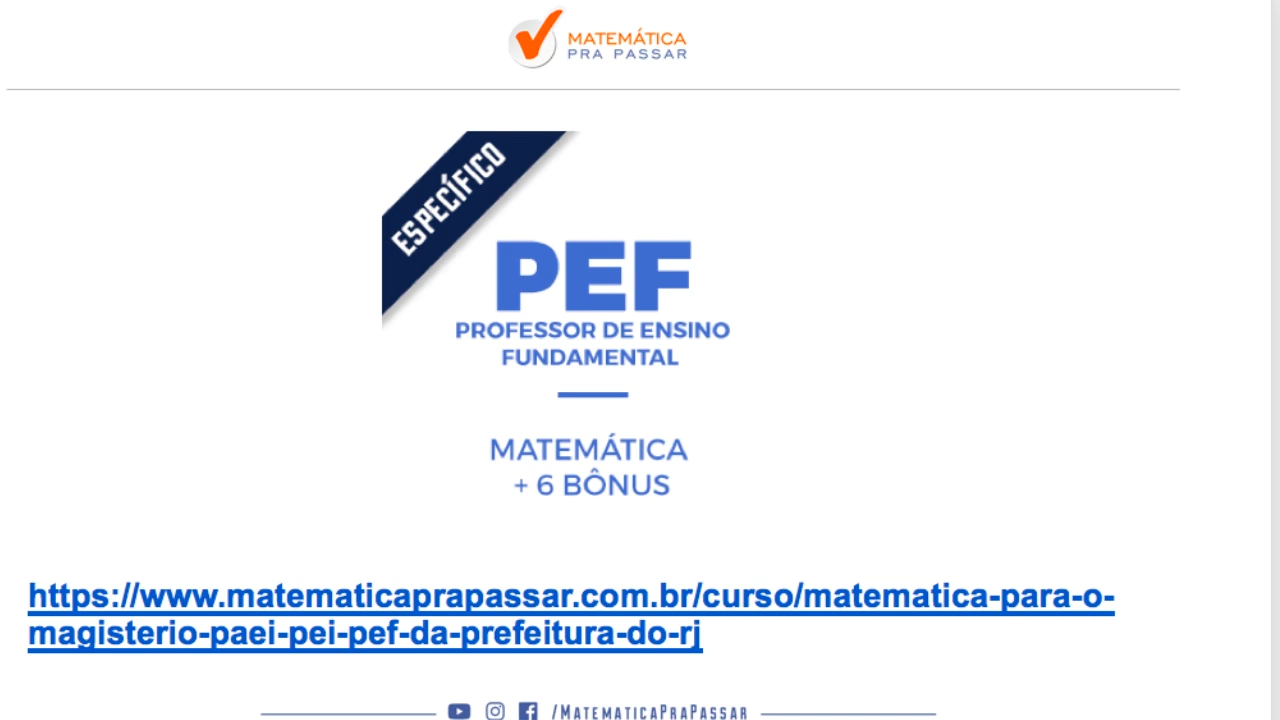 MATEMÁTICA
PRA PASSAR
ESPECÍFICO
PEF
PROFESSOR DE ENSINO
FUNDAMENTAL
MATEMÁTICA
+ 6 BÔNUS
https://www.matematicaprapassar.com.br/curso/matematica-para-o-
magisterio-paei-pei-pef-da-prefeitura-do-rj
/MATEMATICAPRAPASSAR